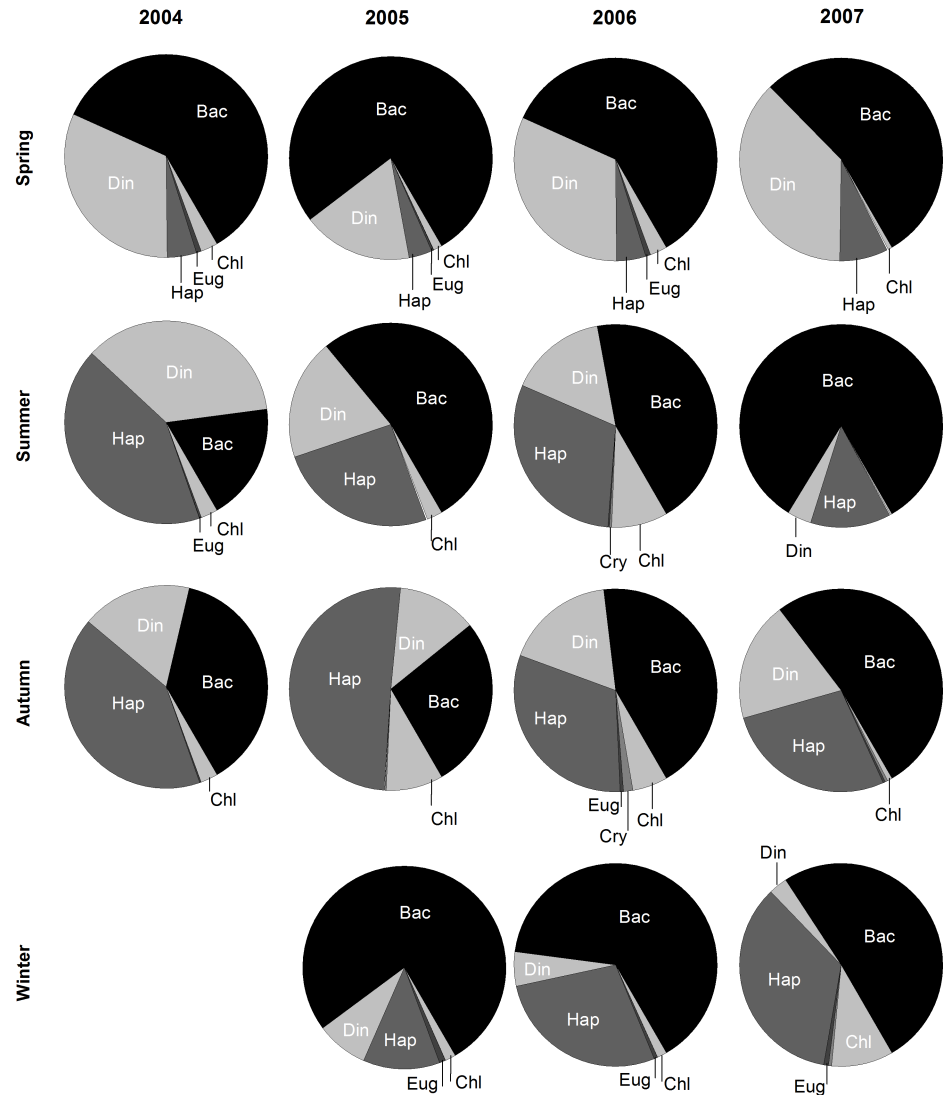 2004 2005 2006 2007
Spring
Bac Bac Bac Bac
Din Din Din Din
Hap Eug Chl Hap Eug Chl Hap Eug Chl Hap Chl
Summer
Din Bac Din Bac Bac
Hap Bac Din Hap Hap Hap
Eug Chl Chl Cry Chl Din
Autumn
Din Bac Hap Din Bac Din Bac Din Bac
Hap Hap Hap
Chl Chl Eug Cry Chl Chl
Winter
Din
Bac Bac Bac
Din Hap Din Hap Hap Chl
Eug Chl Eug Chl Eug